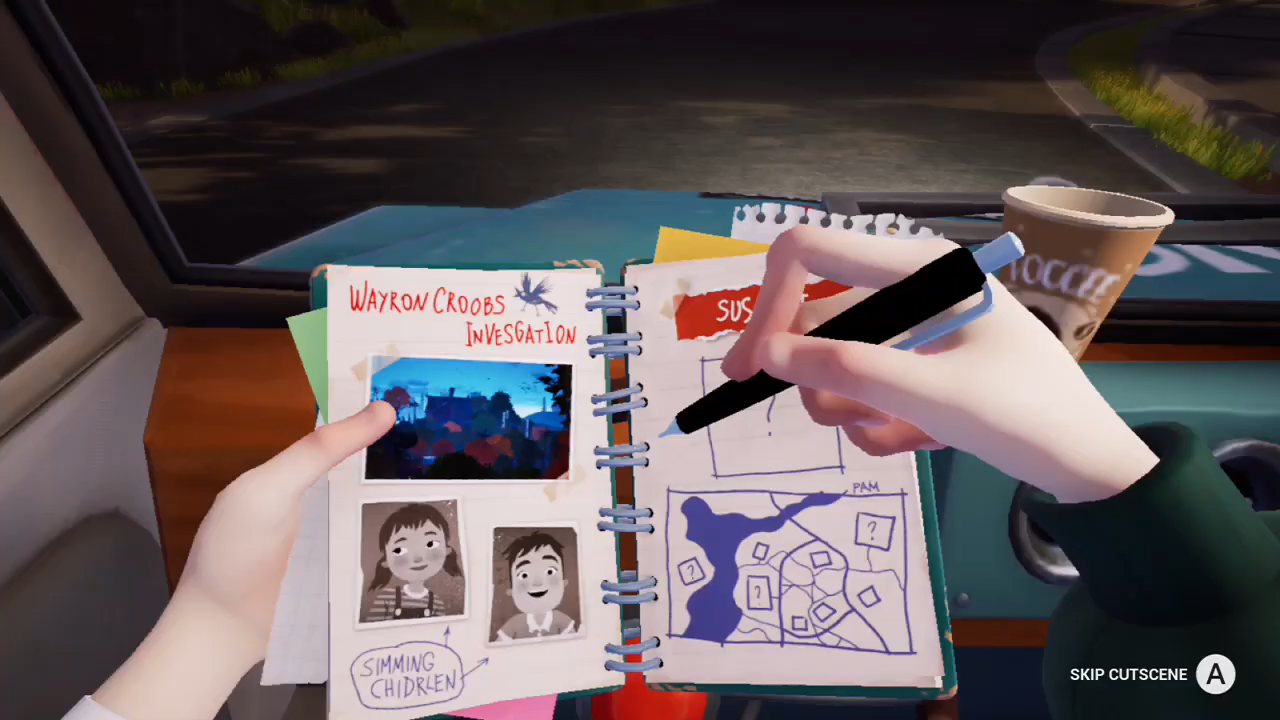 WAYRON CROOBS
INVESGATION
SUS
?
PAM
?
?
?
SIMMING
CHIDRLEN
SKIP CUTSCENE A